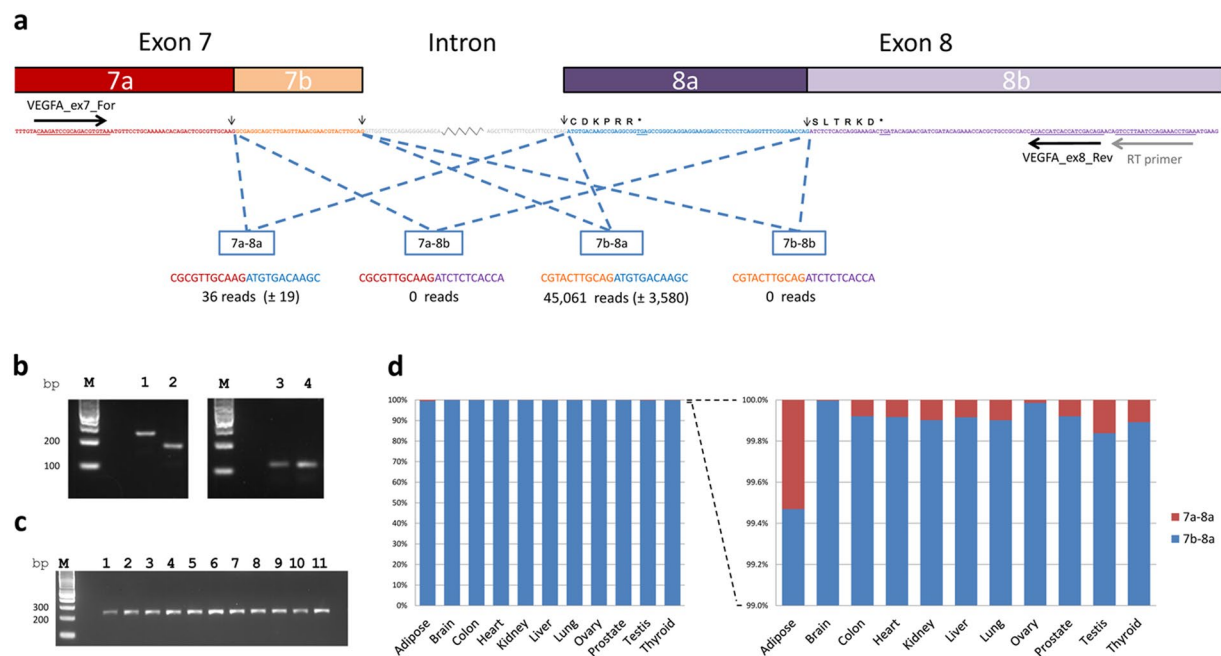 a
Exon 7 Intron Exon 8
7a 7b 8a 8b
VEGFA_ex7_For
C D K P R R *
S L T R K D *
VEGFA_ex8_Rev RT primer
7a-8a 7a-8b 7b-8a 7b-8b
CGCGTTGCAAGATGTGACAAGC CGCGTTGCAAGATCTCTCACCA CGTACTTGCAGATGTGACAAGC CGTACTTGCAGATCTCTCACCA
36 reads (± 19) 0 reads 45,061 reads (± 3,580) 0 reads
b
bp M 1 2 M 3 4
200
100
c
bp M 1 2 3 4 5 6 7 8 9 10 11
300
200
d
100%
90%
80%
70%
60%
50%
40%
30%
20%
10%
0%
Adipose Brain Colon Heart Kidney Liver Lung Ovary Prostate Testis Thyroid
100.0%
99.8%
99.6%
99.4%
99.2%
99.0%
Adipose Brain Colon Heart Kidney Liver Lung Ovary Prostate Testis Thyroid
7a-8a
7b-8a